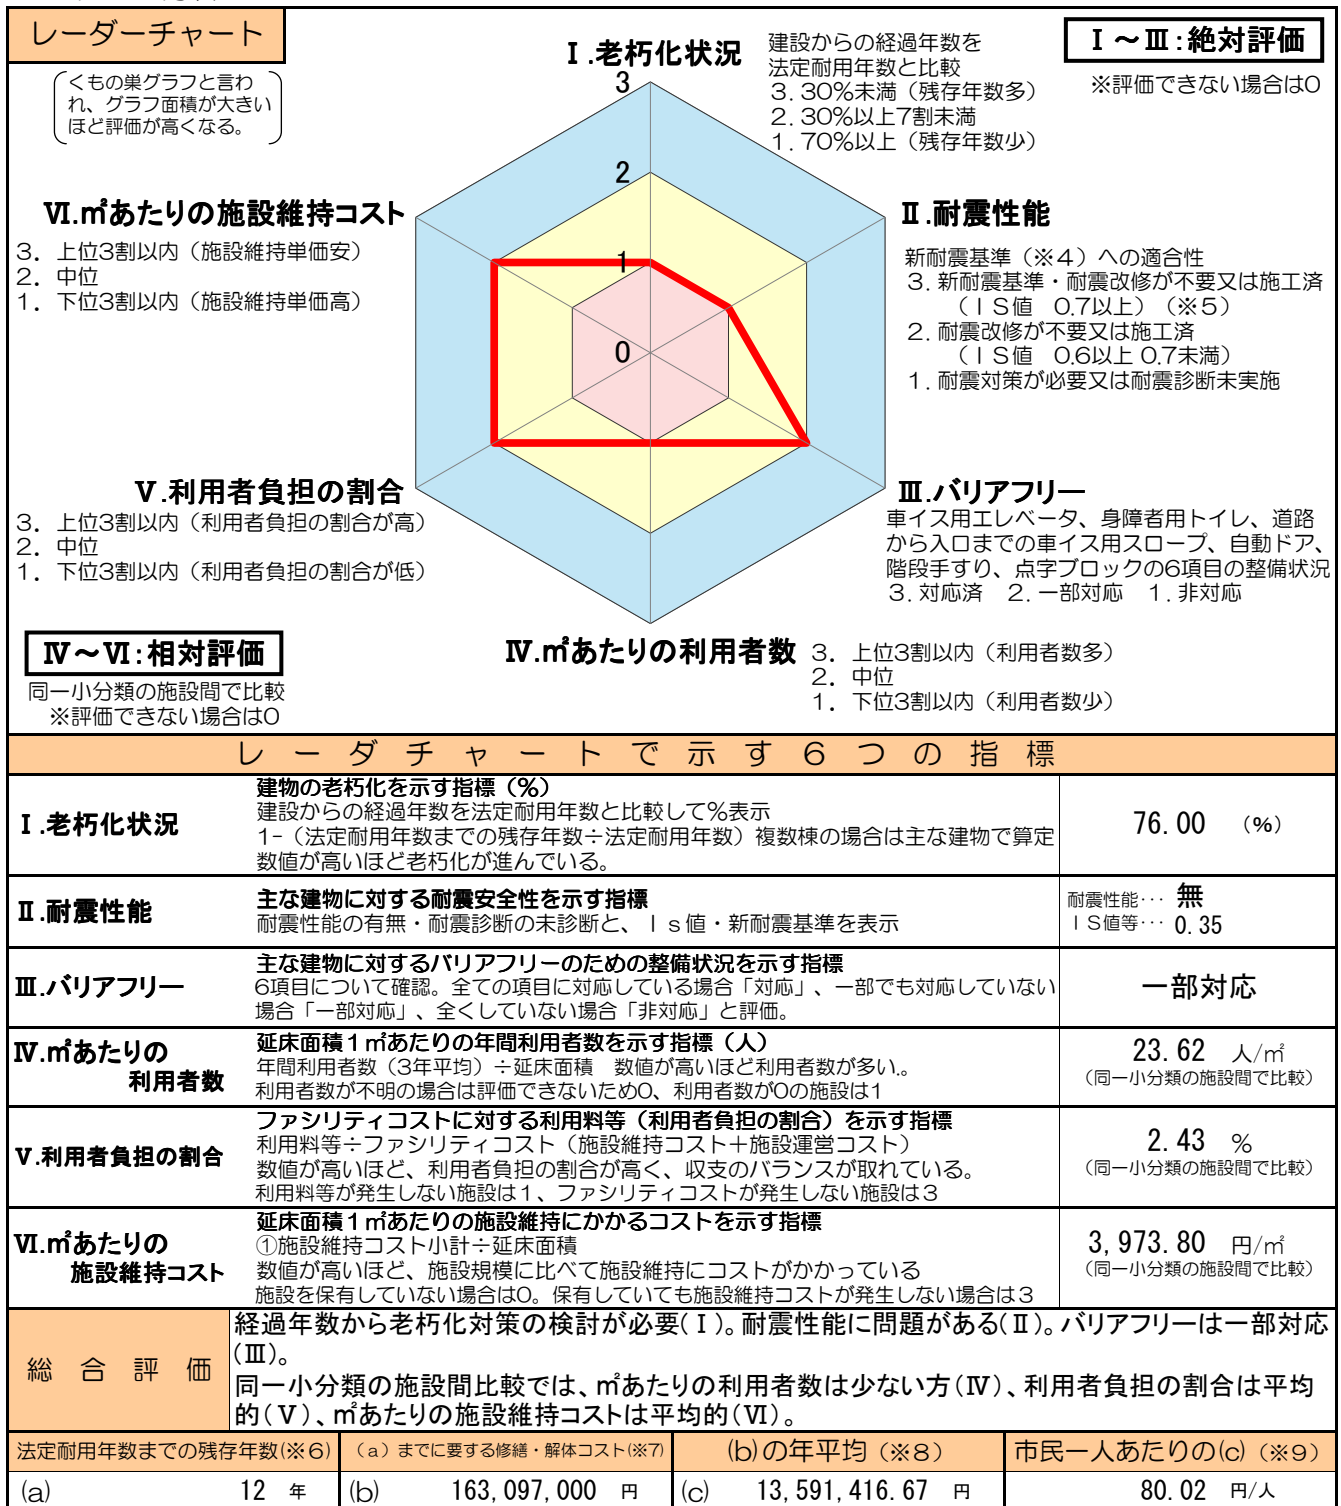 レーダーチャート
くもの巣グラフと言わ
れ、グラフ面積が大きい
ほど評価が高くなる。
Ⅰ.老朽化状況
建設からの経過年数を
法定耐用年数と比較
3. 30%未満（残存年数多）
2. 30%以上7割未満
1. 70%以上（残存年数少）
Ⅰ～Ⅲ:絶対評価
※評価できない場合は0
3
2
1
0
Ⅵ.㎡あたりの施設維持コスト
3. 上位3割以内（施設維持単価安）
2. 中位
1. 下位3割以内（施設維持単価高）
Ⅱ.耐震性能
新耐震基準（※4）への適合性
3. 新耐震基準・耐震改修が不要又は施工済
（ＩＳ値　0.7以上）（※5）
2. 耐震改修が不要又は施工済
（ＩＳ値　0.6以上 0.7未満）
1. 耐震対策が必要又は耐震診断未実施
Ⅴ.利用者負担の割合
3. 上位3割以内（利用者負担の割合が高）
2. 中位
1. 下位3割以内（利用者負担の割合が低）
Ⅲ.バリアフリー
車イス用エレベータ、身障者用トイレ、道路
から入口までの車イス用スロープ、自動ドア、
階段手すり、点字ブロックの6項目の整備状況
3. 対応済　2. 一部対応　1. 非対応
Ⅳ～Ⅵ:相対評価
同一小分類の施設間で比較
※評価できない場合は0
Ⅳ.㎡あたりの利用者数
3. 上位3割以内（利用者数多）
2. 中位
1. 下位3割以内（利用者数少）
レーダチャートで示す6つの指標
Ⅰ.老朽化状況
建物の老朽化を示す指標（%）
建設からの経過年数を法定耐用年数と比較して%表示
1-（法定耐用年数までの残存年数÷法定耐用年数）複数棟の場合は主な建物で算定
数値が高いほど老朽化が進んでいる。
76.00　（%）
Ⅱ.耐震性能
主な建物に対する耐震安全性を示す指標
耐震性能の有無・耐震診断の未診断と、Ｉｓ値・新耐震基準を表示
耐震性能… 無
ＩＳ値等… 0.35
Ⅲ.バリアフリー
主な建物に対するバリアフリーのための整備状況を示す指標
6項目について確認。全ての項目に対応している場合「対応」、一部でも対応していない
場合「一部対応」、全くしていない場合「非対応」と評価。
一部対応
Ⅳ.㎡あたりの
利用者数
延床面積１㎡あたりの年間利用者数を示す指標（人）
年間利用者数（3年平均）÷延床面積　数値が高いほど利用者数が多い。
利用者数が不明の場合は評価できないため0、利用者数が0の施設は1
23.62　人/㎡
（同一小分類の施設間で比較）
Ⅴ.利用者負担の割合
ファシリティコストに対する利用料等（利用者負担の割合）を示す指標
利用料等÷ファシリティコスト（施設維持コスト＋施設運営コスト）
数値が高いほど、利用者負担の割合が高く、収支のバランスが取れている。
利用料等が発生しない施設は１、ファシリティコストが発生しない施設は３
2.43　%
（同一小分類の施設間で比較）
Ⅵ.㎡あたりの
施設維持コスト
延床面積１㎡あたりの施設維持にかかるコストを示す指標
①施設維持コスト小計÷延床面積
数値が高いほど、施設規模に比べて施設維持にコストがかかっている
施設を保有していない場合は0。保有していても施設維持コストが発生しない場合は３
3,973.80　円/㎡
（同一小分類の施設間で比較）
総合評価
経過年数から老朽化対策の検討が必要(Ⅰ)。耐震性能に問題がある(Ⅱ)。バリアフリーは一部対応
(Ⅲ)。
同一小分類の施設間比較では、㎡あたりの利用者数は少ない方(Ⅳ)、利用者負担の割合は平均
的(Ⅴ)、㎡あたりの施設維持コストは平均的(Ⅵ)。
法定耐用年数までの残存年数(※6)
（a）までに要する修繕・解体コスト(※7)
(b)の年平均（※8）
市民一人あたりの(c)（※9）
(a)　12 年
(b)　163,097,000 円
(c)　13,591,416.67 円
80.02 円/人